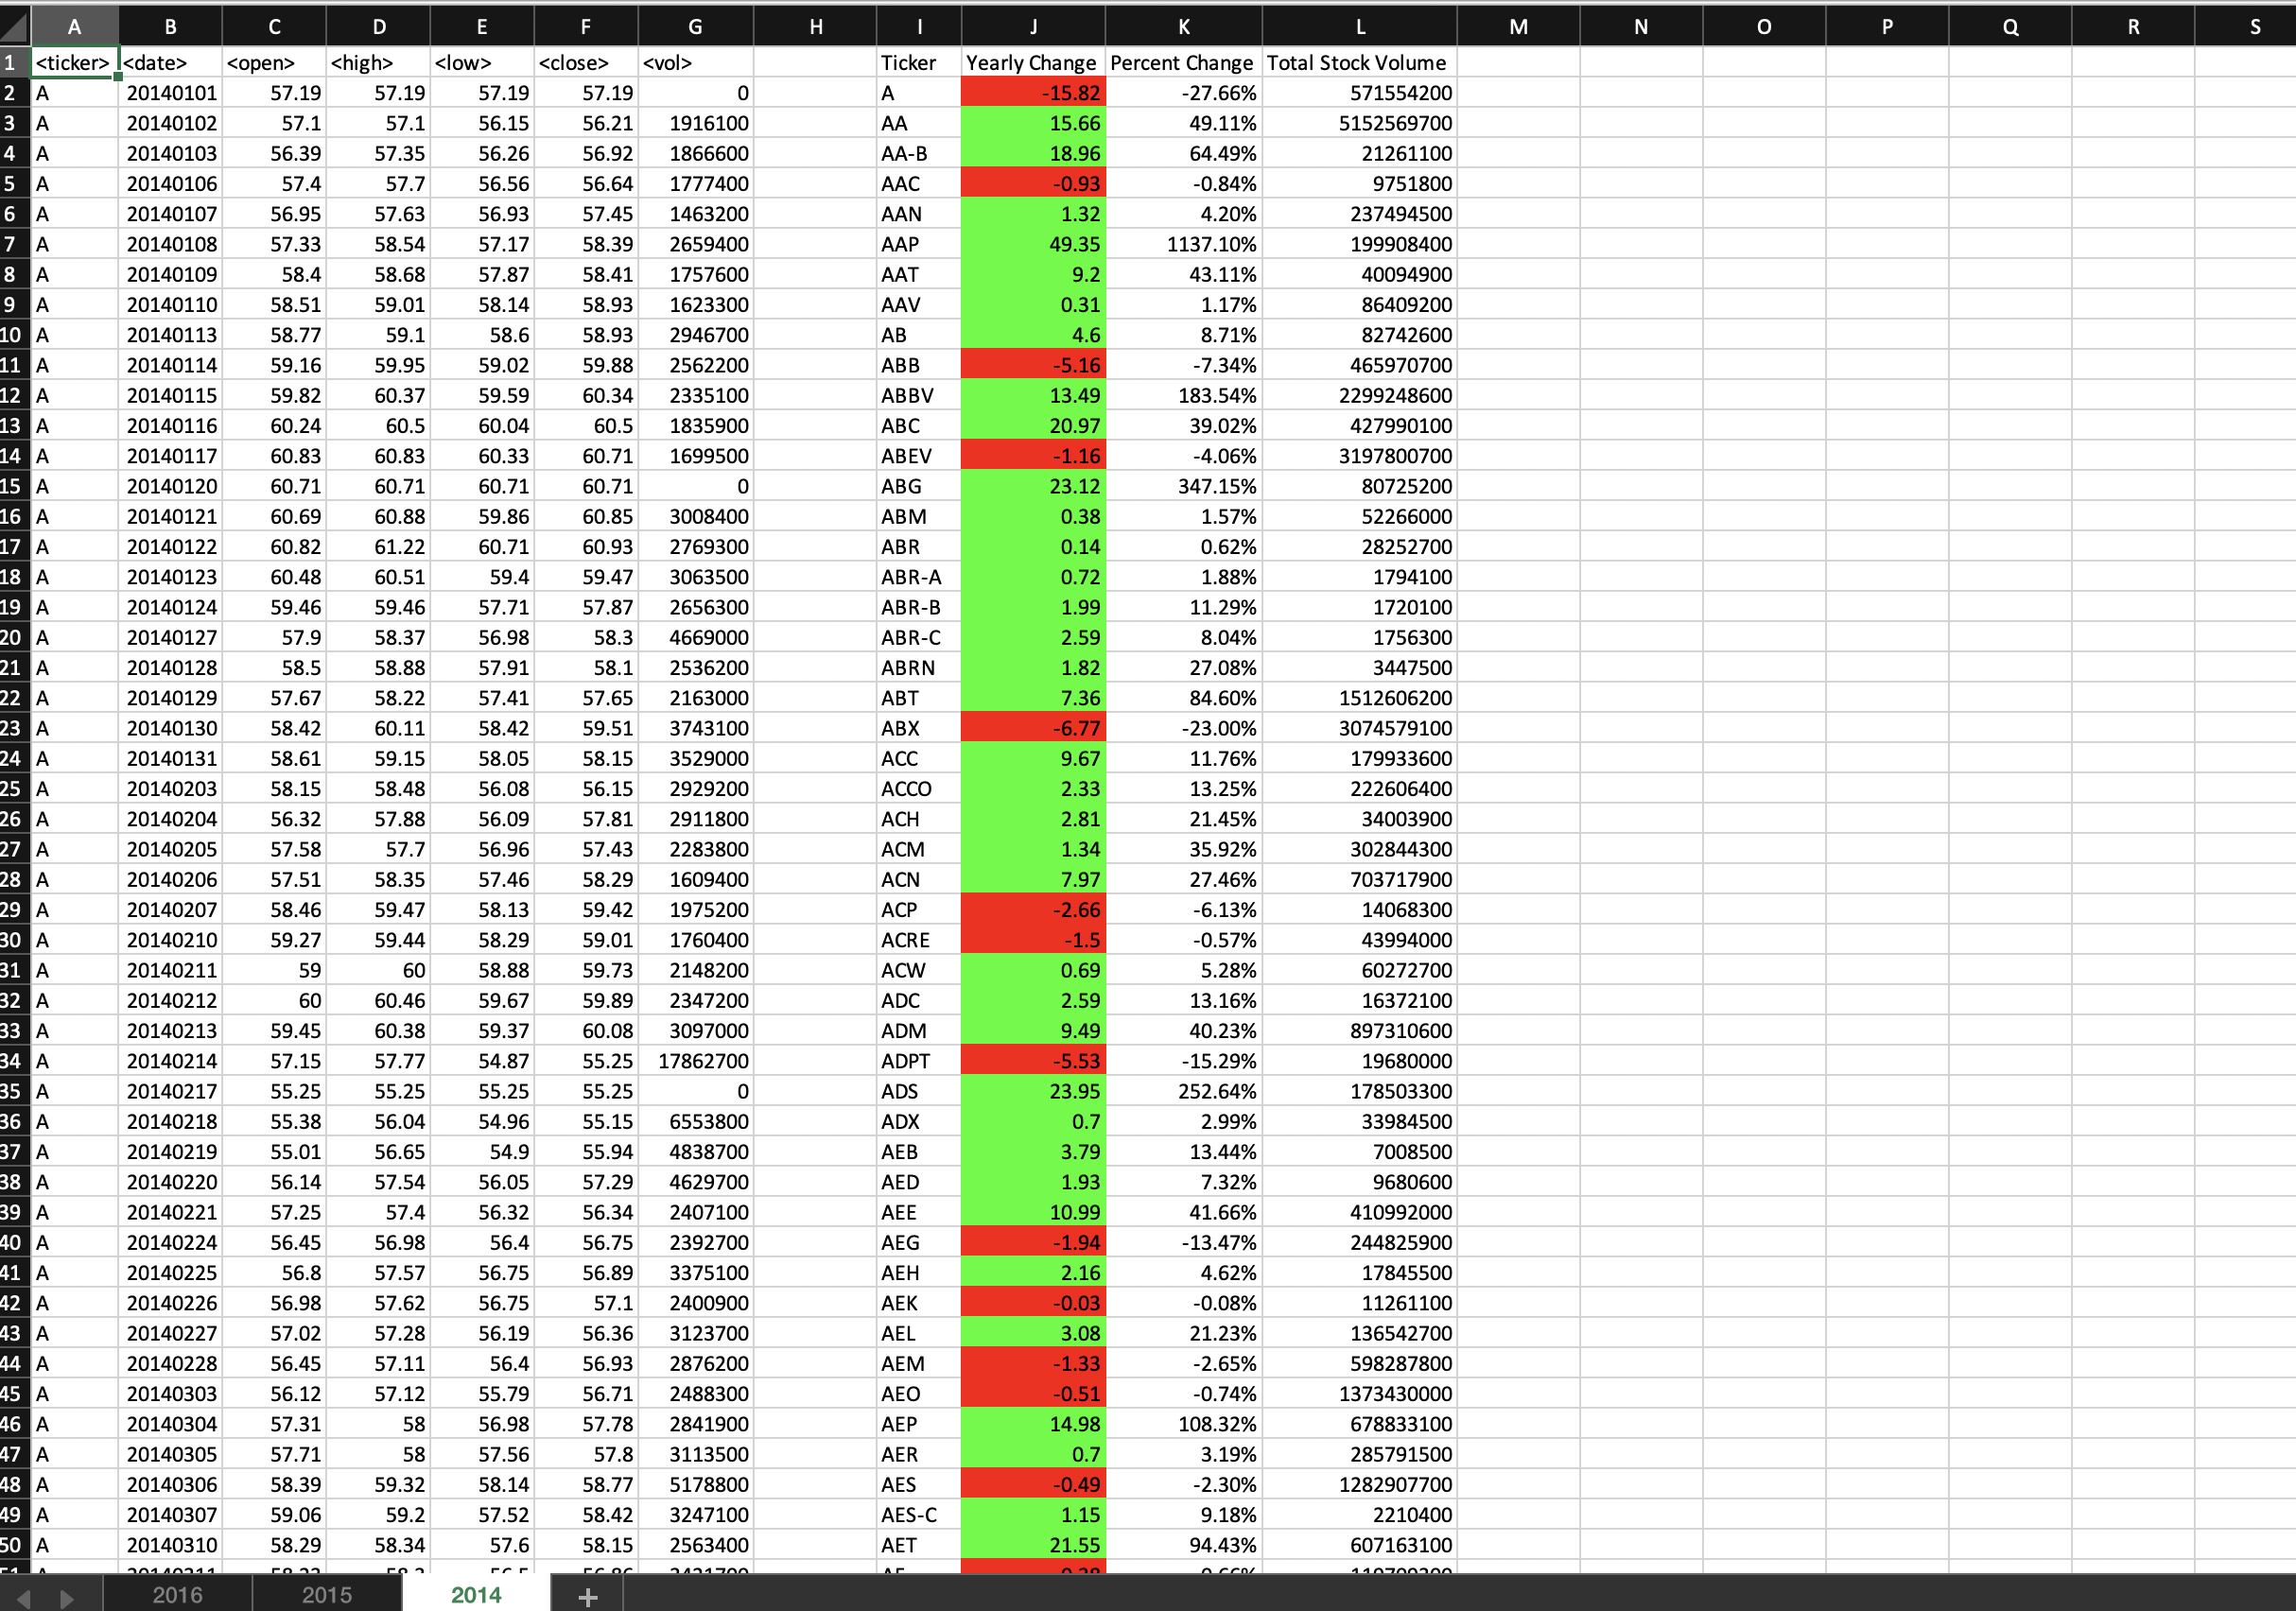 A B C D E F G H I J K L M N O P Q R S
1 <ticker> <date> <open> <high> <low> <close> <vol> Ticker Yearly Change Percent Change Total Stock Volume
2 A 20140101 57.19 57.19 57.19 57.19 0 A -15.82 -27.66% 571554200
3 A 20140102 57.1 57.1 56.15 56.21 1916100 AA 15.66 49.11% 5152569700
4 A 20140103 56.39 57.35 56.26 56.92 1866600 AA-B 18.96 64.49% 21261100
5 A 20140106 57.4 57.7 56.56 56.64 1777400 AAC -0.93 -0.84% 9751800
6 A 20140107 56.95 57.63 56.93 57.45 1463200 AAN 1.32 4.20% 237494500
7 A 20140108 57.33 58.54 57.17 58.39 2659400 AAP 49.35 1137.10% 199908400
8 A 20140109 58.4 58.68 57.87 58.41 1757600 AAT 9.2 43.11% 40094900
9 A 20140110 58.51 59.01 58.14 58.93 1623300 AAV 0.31 1.17% 86409200
10 A 20140113 58.77 59.1 58.6 58.93 2946700 AB 4.6 8.71% 82742600
11 A 20140114 59.16 59.95 59.02 59.88 2562200 ABB -5.16 -7.34% 465970700
12 A 20140115 59.82 60.37 59.59 60.34 2335100 ABBV 13.49 183.54% 2299248600
13 A 20140116 60.24 60.5 60.04 60.5 1835900 ABC 20.97 39.02% 427990100
14 A 20140117 60.83 60.83 60.33 60.71 1699500 ABEV -1.16 -4.06% 3197800700
15 A 20140120 60.71 60.71 60.71 60.71 0 ABG 23.12 347.15% 80725200
16 A 20140121 60.69 60.88 59.86 60.85 3008400 ABM 0.38 1.57% 52266000
17 A 20140122 60.82 61.22 60.71 60.93 2769300 ABR 0.14 0.62% 28252700
18 A 20140123 60.48 60.51 59.4 59.47 3063500 ABR-A 0.72 1.88% 1794100
19 A 20140124 59.46 59.46 57.71 57.87 2656300 ABR-B 1.99 11.29% 1720100
20 A 20140127 57.9 58.37 56.98 58.3 4669000 ABR-C 2.59 8.04% 1756300
21 A 20140128 58.5 58.88 57.91 58.1 2536200 ABRN 1.82 27.08% 3447500
22 A 20140129 57.67 58.22 57.41 57.65 2163000 ABT 7.36 84.60% 1512606200
23 A 20140130 58.42 60.11 58.42 59.51 3743100 ABX -6.77 -23.00% 3074579100
24 A 20140131 58.61 59.15 58.05 58.15 3529000 ACC 9.67 11.76% 179933600
25 A 20140203 58.15 58.48 56.08 56.15 2929200 ACCO 2.33 13.25% 222606400
26 A 20140204 56.32 57.88 56.09 57.81 2911800 ACH 2.81 21.45% 34003900
27 A 20140205 57.58 57.7 56.96 57.43 2283800 ACM 1.34 35.92% 302844300
28 A 20140206 57.51 58.35 57.46 58.29 1609400 ACN 7.97 27.46% 703717900
29 A 20140207 58.46 59.47 58.13 59.42 1975200 ACP -2.66 -6.13% 14068300
30 A 20140210 59.27 59.44 58.29 59.01 1760400 ACRE -1.5 -0.57% 43994000
31 A 20140211 59 60 58.88 59.73 2148200 ACW 0.69 5.28% 60272700
32 A 20140212 60 60.46 59.67 59.89 2347200 ADC 2.59 13.16% 16372100
33 A 20140213 59.45 60.38 59.37 60.08 3097000 ADM 9.49 40.23% 897310600
34 A 20140214 57.15 57.77 54.87 55.25 17862700 ADPT -5.53 -15.29% 19680000
35 A 20140217 55.25 55.25 55.25 55.25 0 ADS 23.95 252.64% 178503300
36 A 20140218 55.38 56.04 54.96 55.15 6553800 ADX 0.7 2.99% 33984500
37 A 20140219 55.01 56.65 54.9 55.94 4838700 AEB 3.79 13.44% 7008500
38 A 20140220 56.14 57.54 56.05 57.29 4629700 AED 1.93 7.32% 9680600
39 A 20140221 57.25 57.4 56.32 56.34 2407100 AEE 10.99 41.66% 410992000
40 A 20140224 56.45 56.98 56.4 56.75 2392700 AEG -1.94 -13.47% 244825900
41 A 20140225 56.8 57.57 56.75 56.89 3375100 AEH 2.16 4.62% 17845500
42 A 20140226 56.98 57.62 56.75 57.1 2400900 AEK -0.03 -0.08% 11261100
43 A 20140227 57.02 57.28 56.19 56.36 3123700 AEL 3.08 21.23% 136542700
44 A 20140228 56.45 57.11 56.4 56.93 2876200 AEM -1.33 -2.65% 598287800
45 A 20140303 56.12 57.12 55.79 56.71 2488300 AEO -0.51 -0.74% 1373430000
46 A 20140304 57.31 58 56.98 57.78 2841900 AEP 14.98 108.32% 678833100
47 A 20140305 57.71 58 57.56 57.8 3113500 AER 0.7 3.19% 285791500
48 A 20140306 58.39 59.32 58.14 58.77 5178800 AES -0.49 -2.30% 1282907700
49 A 20140307 59.06 59.2 57.52 58.42 3247100 AES-C 1.15 9.18% 2210400
50 A 20140310 58.29 58.34 57.6 58.15 2563400 AET 21.55 94.43% 607163100
2016 2015 2014 +